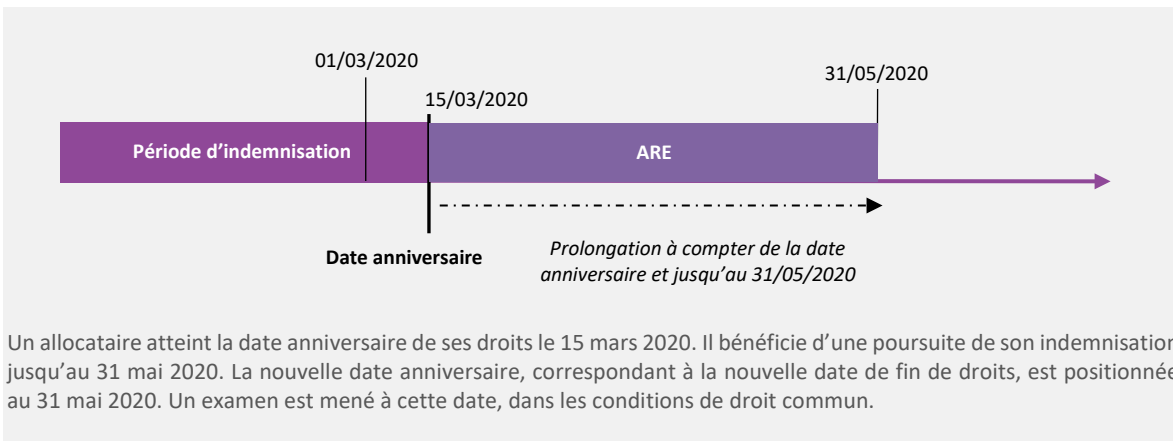 01/03/2020
31/05/2020
15/03/2020
Période d'indemnisation
ARE
Date anniversaire
Prolongation à compter de la date
anniversaire et jusqu'au 31/05/2020
Un allocataire atteint la date anniversaire de ses droits le 15 mars 2020. Il bénéficie d'une poursuite de son indemnisation
jusqu'au 31 mai 2020. La nouvelle date anniversaire, correspondant à la nouvelle date de fin de droits, est positionnée
au 31 mai 2020. Un examen est mené à cette date, dans les conditions de droit commun.